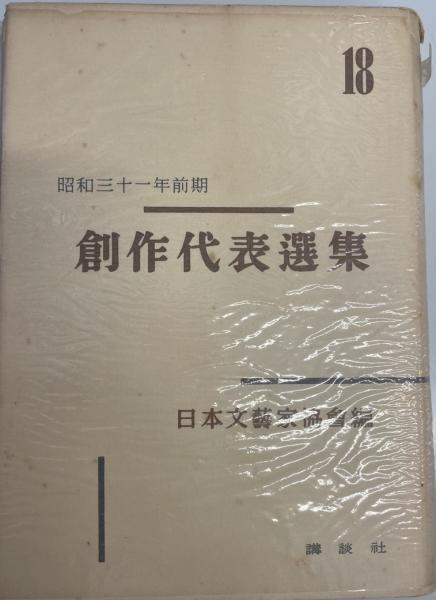 18
昭和三十一年前期
創作代表選集
日本文藝家協會編
講談社